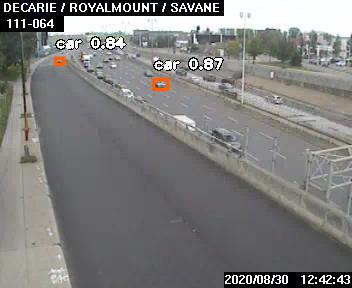 DECARIE / ROYALMOUNT / SAVANE
111-064
car 0.84
car 0.87
2020/08/30 12:42:43